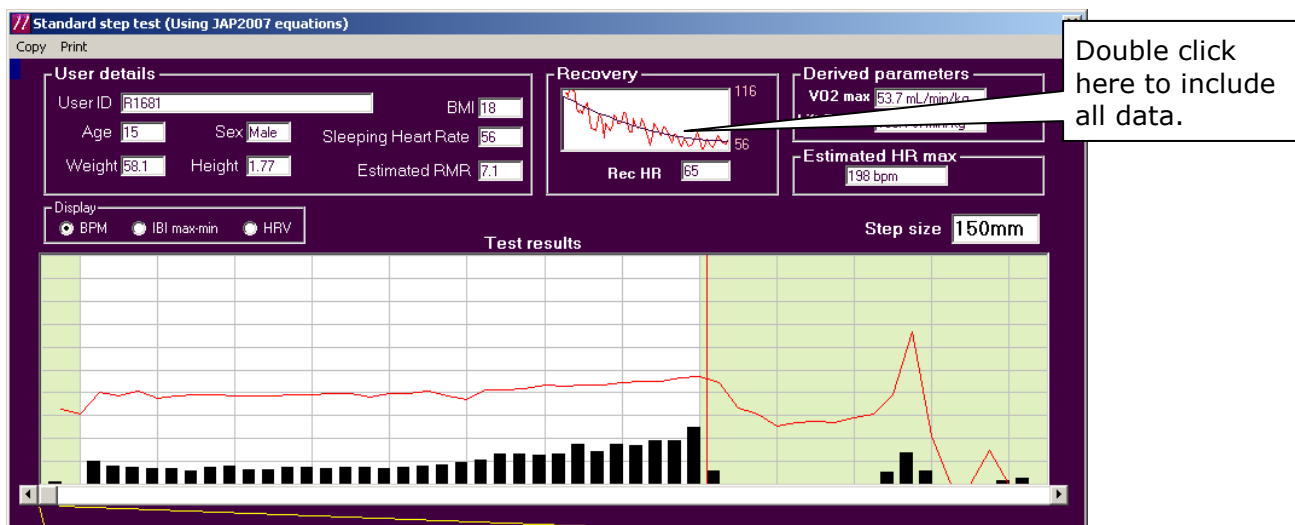 Standard step test (Using JAP2007 equations)
Copy Print
User details
User ID R1681
BMI 18
Age 15 Sex Male
Sleeping Heart Rate 56
Weight 58.1 Height 1.77
Estimated RMR 7.1
Recovery
116
56
Rec HR 65
Derived parameters
VO2 max 53.7 mL/min/kg
Estimated HR max
198 bpm
Double click
here to include
all data.
Display
BPM IBI max-min HRV
Step size 150mm
Test results